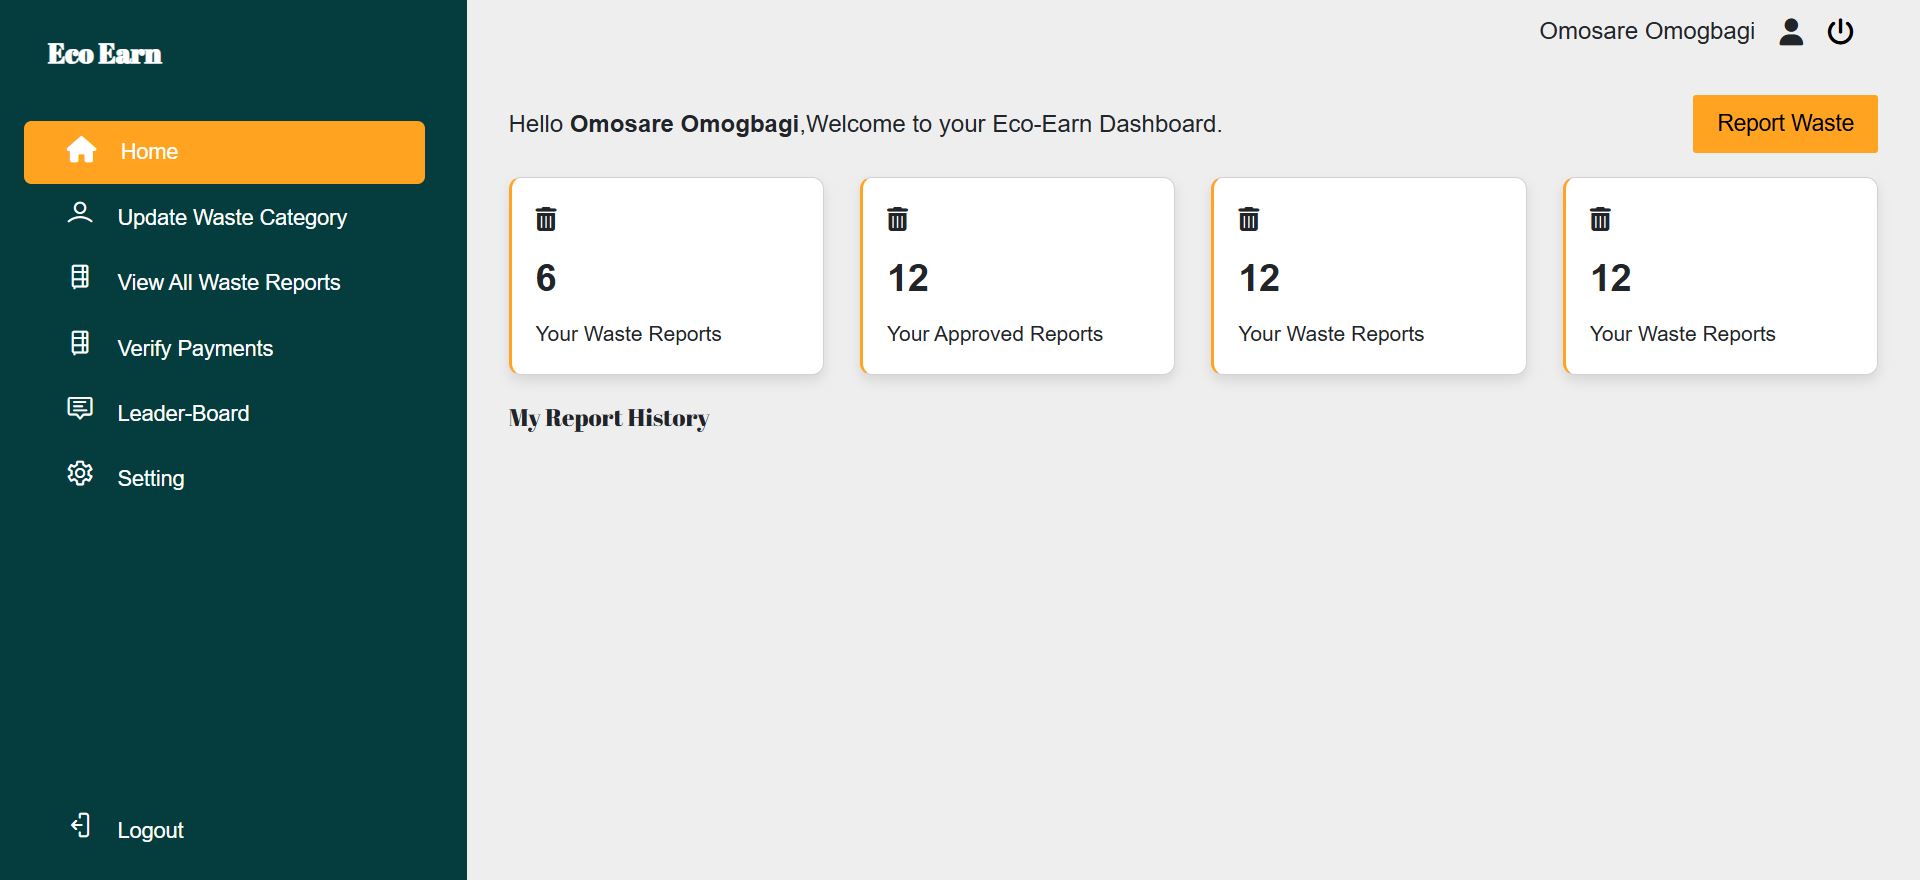 Eco Earn
Home
Update Waste Category
View All Waste Reports
Verify Payments
Leader-Board
Setting
Logout
Omosare Omogbagi
Hello Omosare Omogbagi,Welcome to your Eco-Earn Dashboard.
Report Waste
6
Your Waste Reports
12
Your Approved Reports
12
Your Waste Reports
12
Your Waste Reports
My Report History